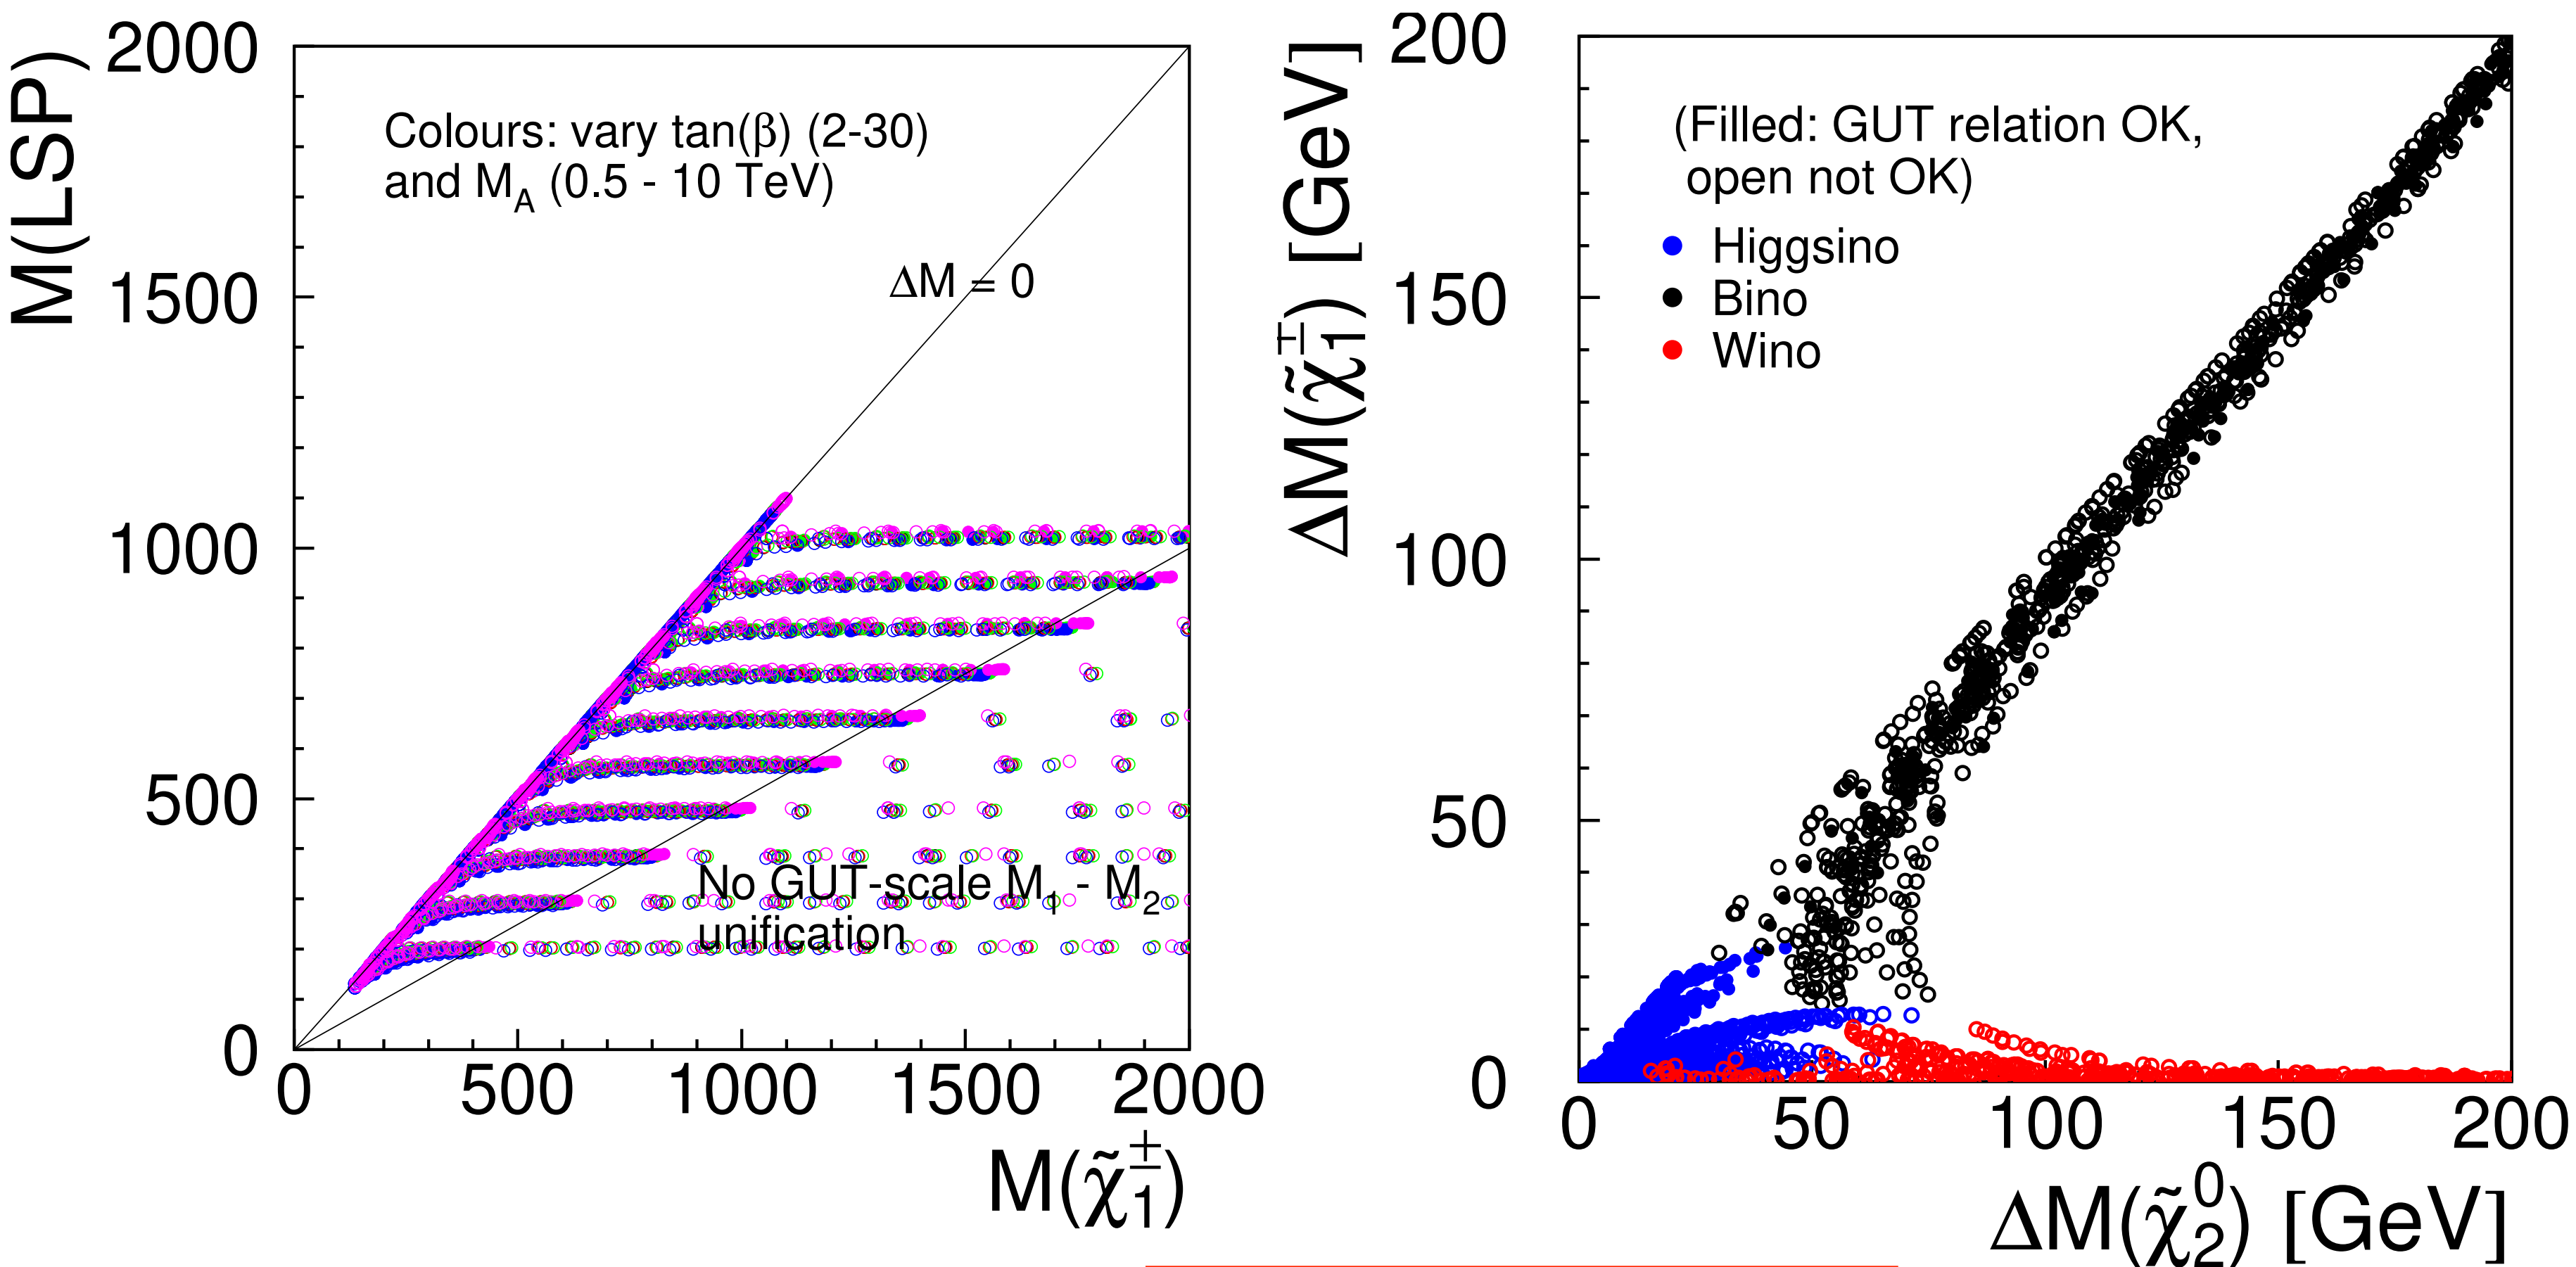 M(LSP)
2000
1500
1000
500
0
Colours: vary tan(β) (2-30)
and M_A (0.5 - 10 TeV)
ΔM = 0
No GUT-scale M_1 - M_2
unification
0 500 1000 1500 2000
M(χ̃_1^±)
ΔM(χ̃_1^±) [GeV]
200
150
100
50
0
(Filled: GUT relation OK,
open not OK)
Higgsino
Bino
Wino
0 50 100 150 200
ΔM(χ̃_2^0) [GeV]